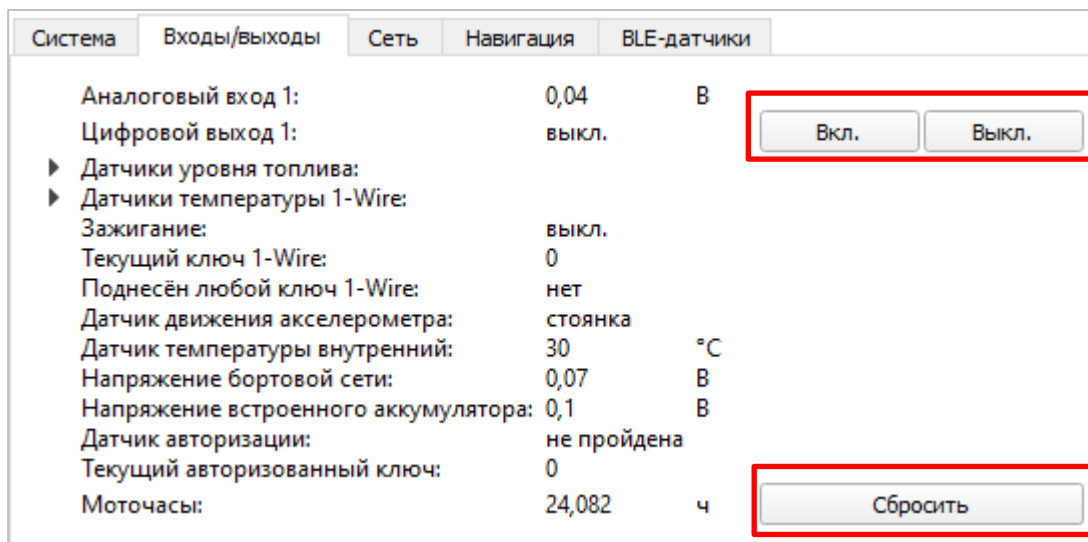 Система Входы/выходы Сеть Навигация BLE-датчики
Аналоговый вход 1: 0,04 В
Цифровой выход 1: выкл. Вкл. Выкл.
Датчики уровня топлива:
Датчики температуры 1-Wire:
Зажигание: выкл.
Текущий ключ 1-Wire: 0
Поднесён любой ключ 1-Wire: нет
Датчик движения акселерометра: стоянка
Датчик температуры внутренний: 30 °C
Напряжение бортовой сети: 0,07 В
Напряжение встроенного аккумулятора: 0,1 В
Датчик авторизации: не пройдена
Текущий авторизованный ключ: 0
Моточасы: 24,082 ч Сбросить